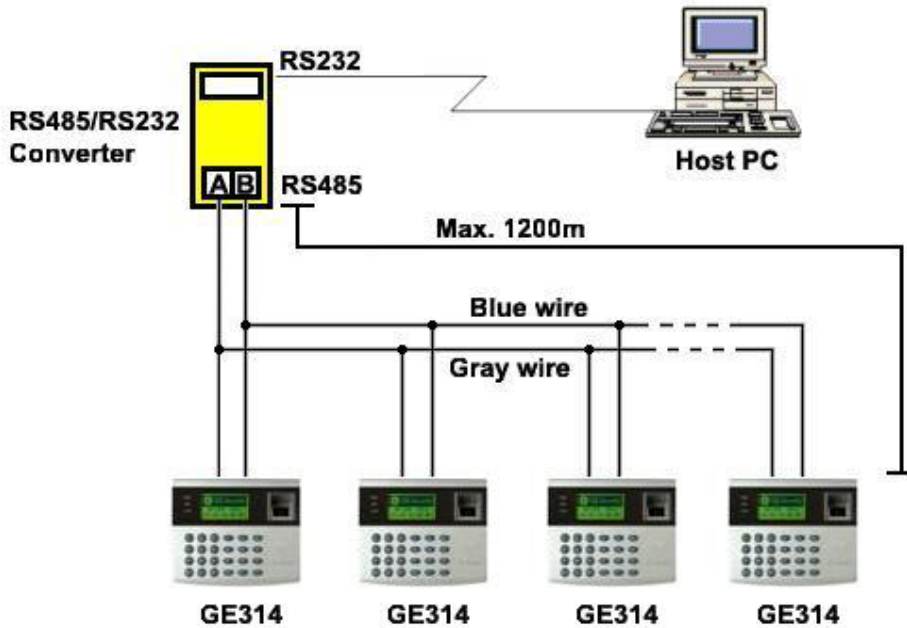 RS232
RS485/RS232
Converter
Host PC
A B
RS485
Max. 1200m
Blue wire
Gray wire
GE314
GE314
GE314
GE314